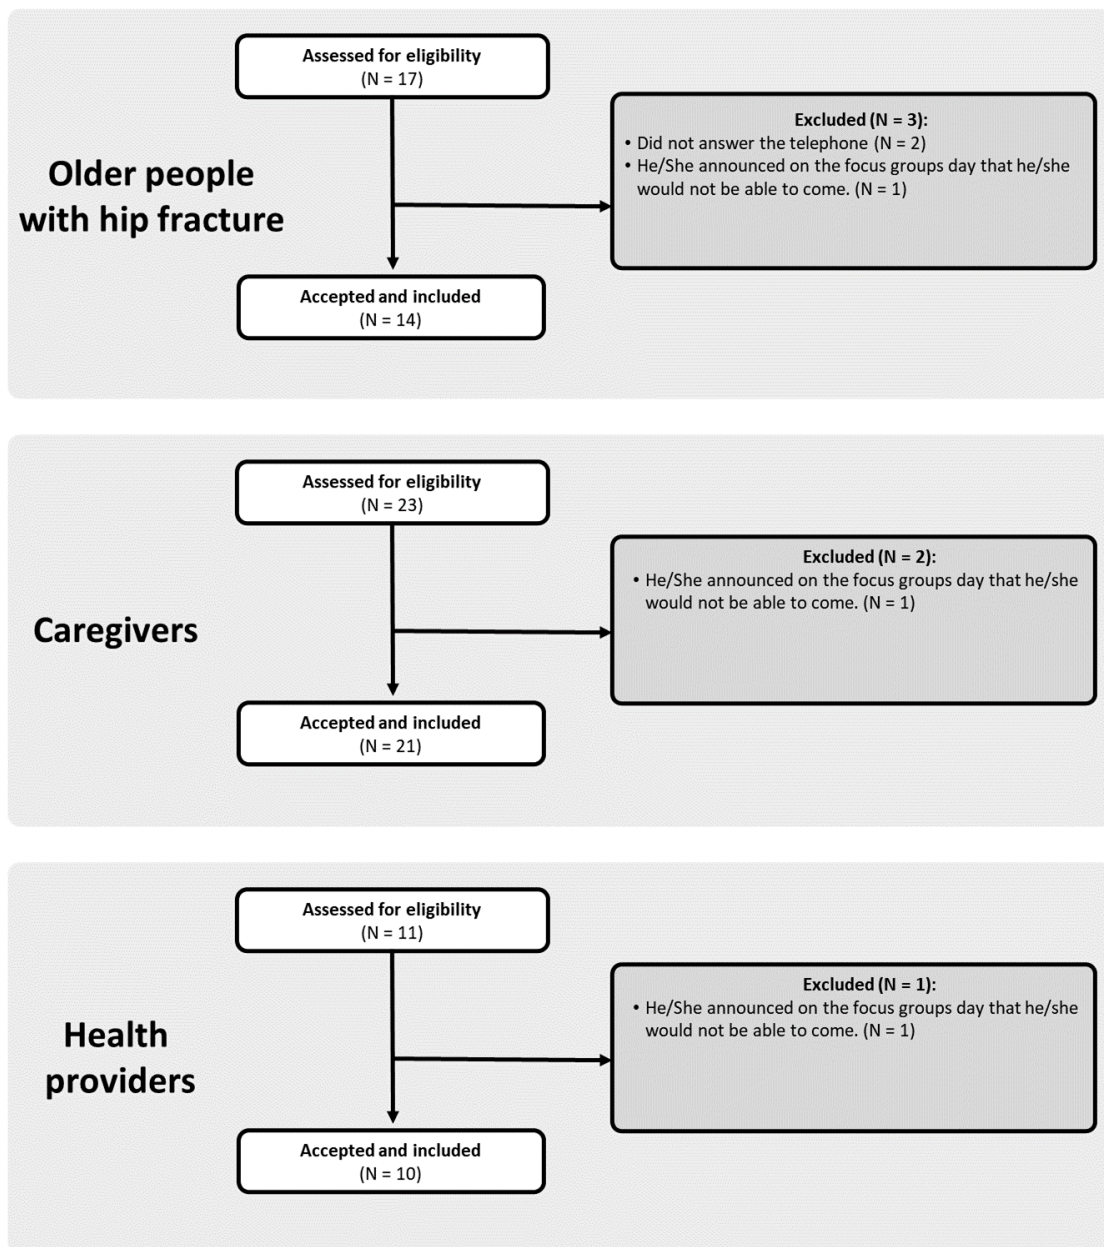 Older people
with hip fracture
Assessed for eligibility
(N = 17)
Excluded (N = 3):
• Did not answer the telephone (N = 2)
• He/She announced on the focus groups day that he/she
would not be able to come. (N = 1)
Accepted and included
(N = 14)
Caregivers
Assessed for eligibility
(N = 23)
Excluded (N = 2):
• He/She announced on the focus groups day that he/she
would not be able to come. (N = 1)
Accepted and included
(N = 21)
Health
providers
Assessed for eligibility
(N = 11)
Excluded (N = 1):
• He/She announced on the focus groups day that he/she
would not be able to come. (N = 1)
Accepted and included
(N = 10)